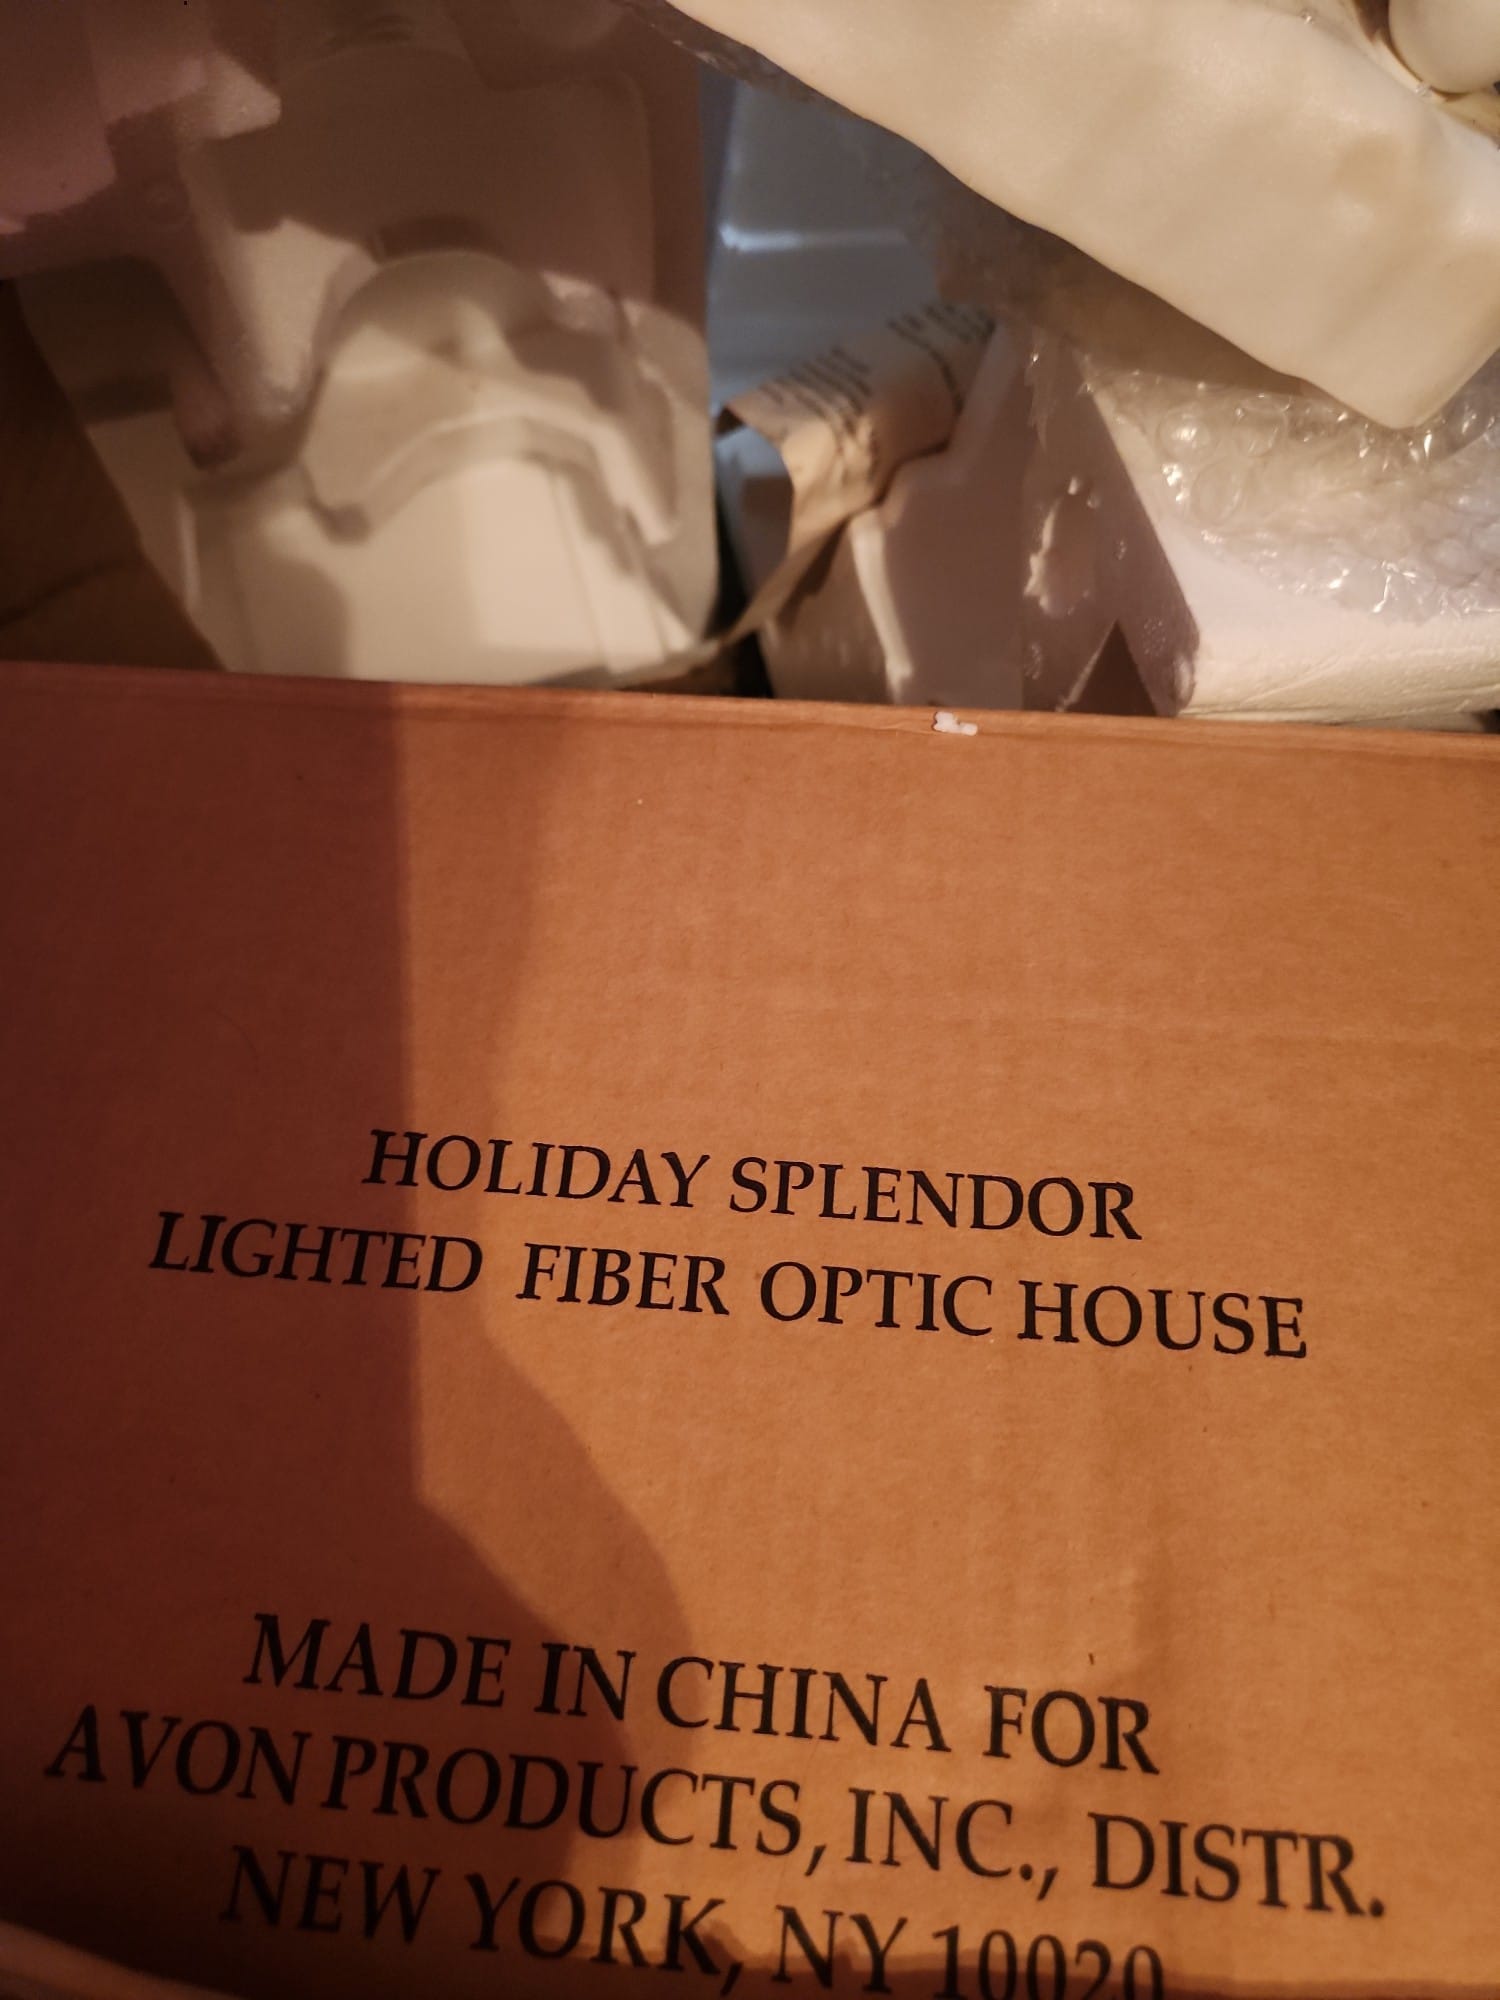 HOLIDAY SPLENDOR
LIGHTED FIBER OPTIC HOUSE
MADE IN CHINA FOR
AVON PRODUCTS, INC., DISTR.
NEW YORK, NY 10020